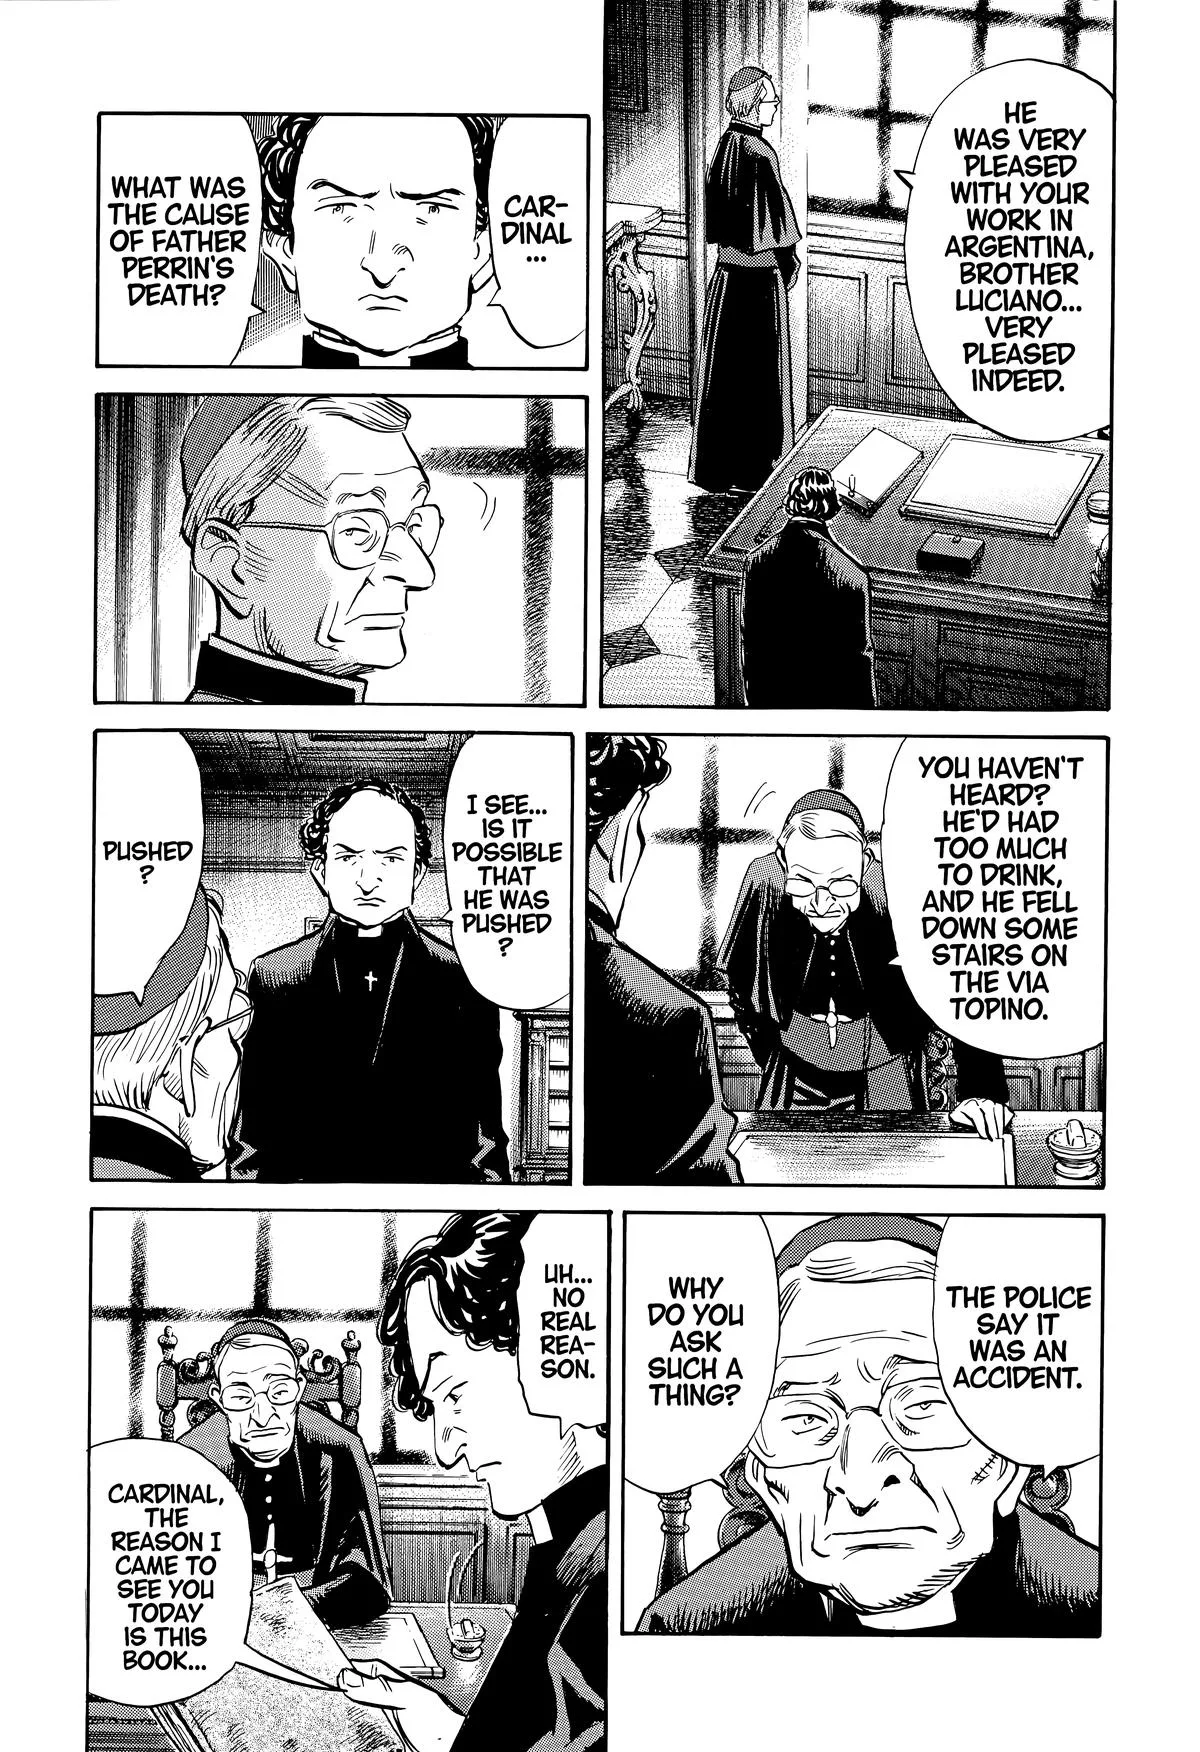 HE
WAS VERY
PLEASED
WITH YOUR
WORK IN
ARGENTINA,
BROTHER
LUCIANO...
VERY
PLEASED
INDEED.
CAR-
DINAL
...
WHAT WAS
THE CAUSE
OF FATHER
PERRIN'S
DEATH?
YOU HAVEN'T
HEARD?
HE'D HAD
TOO MUCH
TO DRINK,
AND HE FELL
DOWN SOME
STAIRS ON
THE VIA
TOPINO.
I SEE...
IS IT
POSSIBLE
THAT
HE WAS
PUSHED
?
PUSHED
?
THE POLICE
SAY IT
WAS AN
ACCIDENT.
WHY
DO YOU
ASK
SUCH A
THING?
UH...
NO
REAL
REA-
SON.
CARDINAL,
THE
REASON I
CAME TO
SEE YOU
TODAY
IS THIS
BOOK...